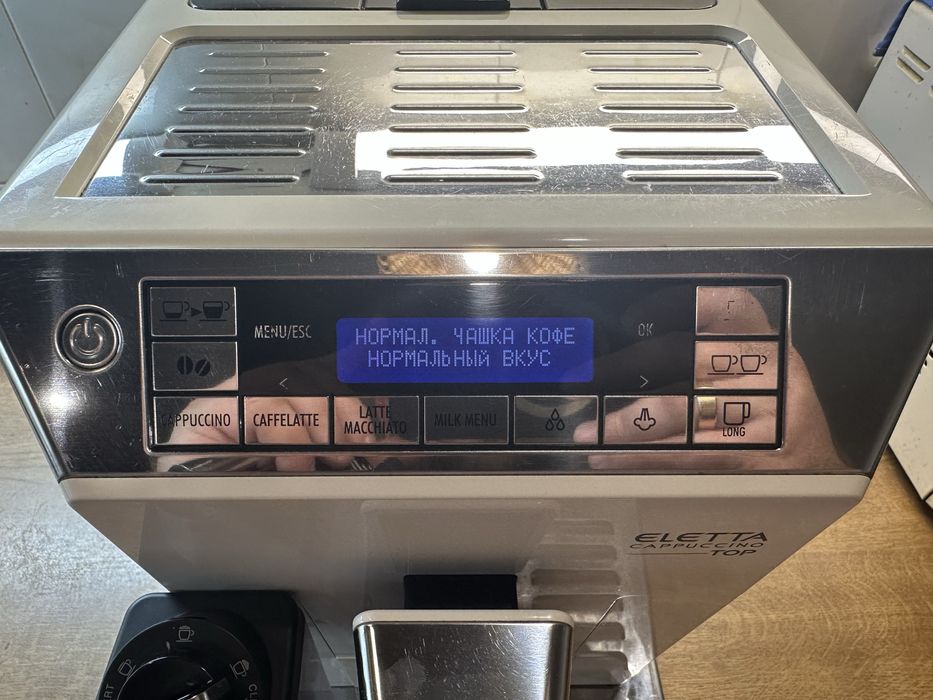 MENU/ESC
НОРМАЛ. ЧАШКА КОФЕ
НОРМАЛЬНЫЙ ВКУС
OK
<
>
CAPPUCCINO
CAFFELATTE
LATTE
MACCHIATO
MILK MENU
LONG
ELETTA
CAPPUCCINO
TOP